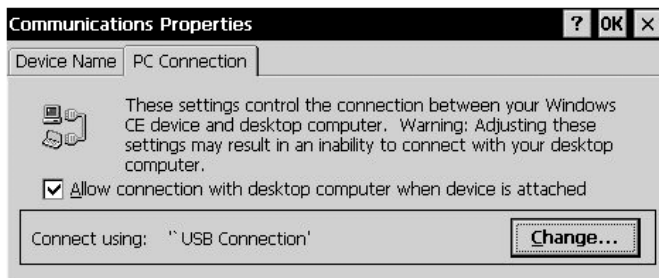 Communications Properties ? OK ×
Device Name PC Connection
These settings control the connection between your Windows
CE device and desktop computer. Warning: Adjusting these
settings may result in an inability to connect with your desktop
computer.
Allow connection with desktop computer when device is attached
Connect using: '`USB Connection' Change...